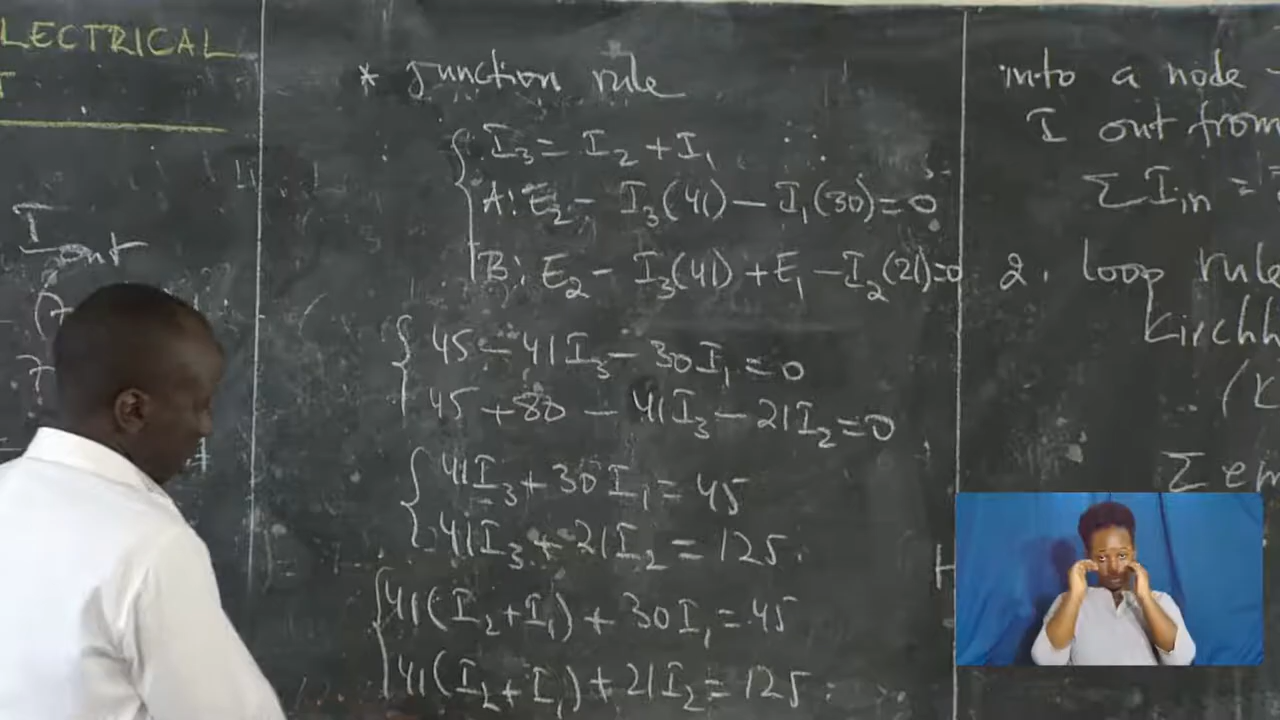 LECTRICAL
T
I out
* Junction rule
I₃ = I₂ + I₁
A: E₂ - I₃(41) - I₁(30) = 0
B: E₂ - I₃(41) + E₁ - I₂(21) = 0
45 - 41I₃ - 30I₁ = 0
45 + 80 - 41I₃ - 21I₂ = 0
41I₃ + 30I₁ = 45
41I₃ + 21I₂ = 125
41(I₂ + I₁) + 30I₁ = 45
41(I₂ + I₁) + 21I₂ = 125
into a node
I out from
ΣI in =
2. loop rule
Kirchh
(K
Σ em
H